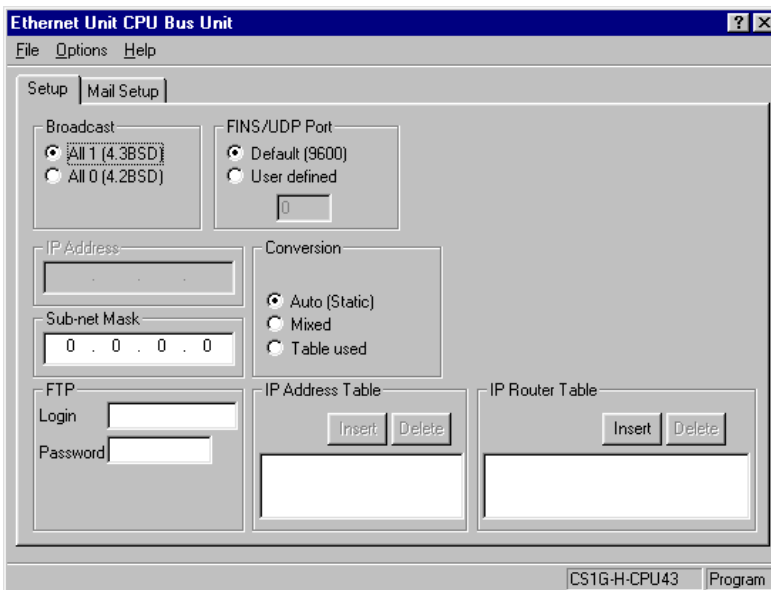 Ethernet Unit CPU Bus Unit
File Options Help
Setup Mail Setup
Broadcast
All 1 (4.3BSD)
All 0 (4.2BSD)
FINS/UDP Port
Default (9600)
User defined
0
IP Address
. . .
Conversion
Auto (Static)
Mixed
Table used
Sub-net Mask
0 . 0 . 0 . 0
FTP
Login
Password
IP Address Table
Insert Delete
IP Router Table
Insert Delete
CS1G-H-CPU43 Program